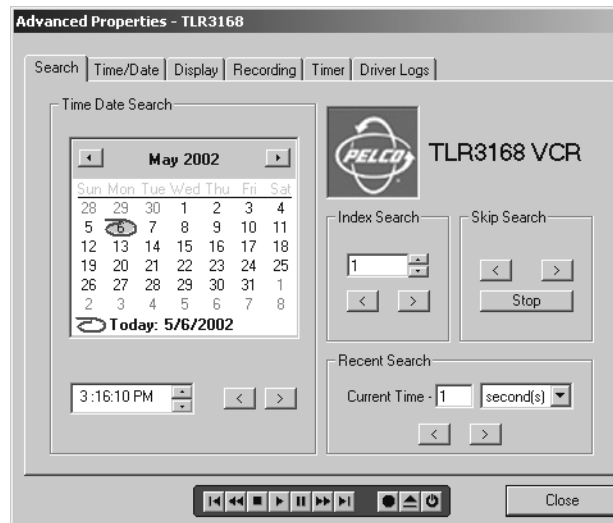 Advanced Properties - TLR3168
Search Time/Date Display Recording Timer Driver Logs
Time Date Search
May 2002
Sun Mon Tue Wed Thu Fri Sat
28 29 30 1 2 3 4
5 6 7 8 9 10 11
12 13 14 15 16 17 18
19 20 21 22 23 24 25
26 27 28 29 30 31 1
2 3 4 5 6 7 8
Today: 5/6/2002
3:16:10 PM
< >
PELCO
TLR3168 VCR
Index Search
1
< >
Skip Search
< >
Stop
Recent Search
Current Time - 1 second(s)
< >
Close